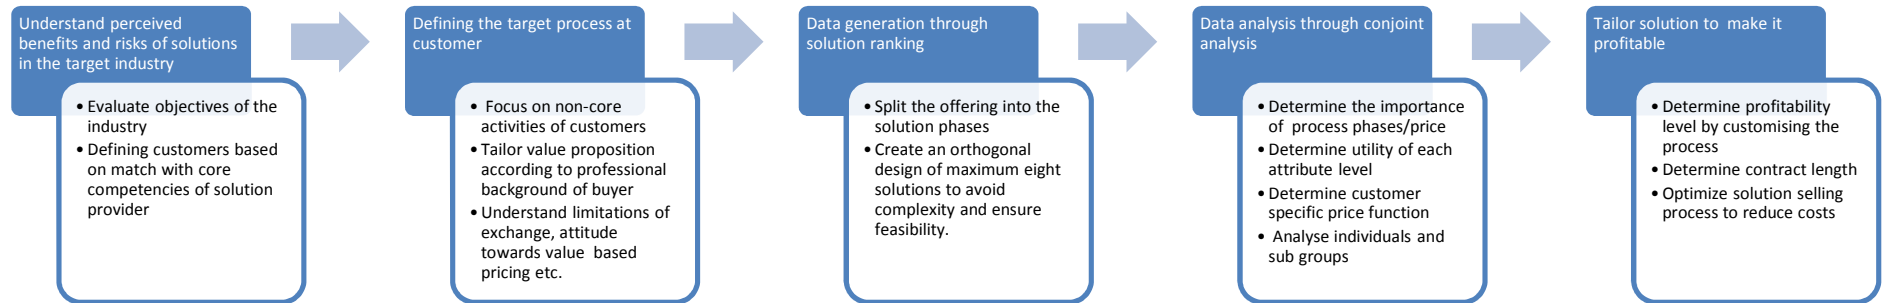 Understand perceived
benefits and risks of solutions
in the target industry
• Evaluate objectives of the
industry
• Defining customers based
on match with core
competencies of solution
provider
Defining the target process at
customer
• Focus on non-core
activities of customers
• Tailor value proposition
according to professional
background of buyer
• Understand limitations of
exchange, attitude
towards value based
pricing etc.
Data generation through
solution ranking
• Split the offering into the
solution phases
• Create an orthogonal
design of maximum eight
solutions to avoid
complexity and ensure
feasibility.
Data analysis through conjoint
analysis
• Determine the importance
of process phases/price
• Determine utility of each
attribute level
• Determine customer
specific price function
• Analyse individuals and
sub groups
Tailor solution to make it
profitable
• Determine profitability
level by customising the
process
• Determine contract length
• Optimize solution selling
process to reduce costs